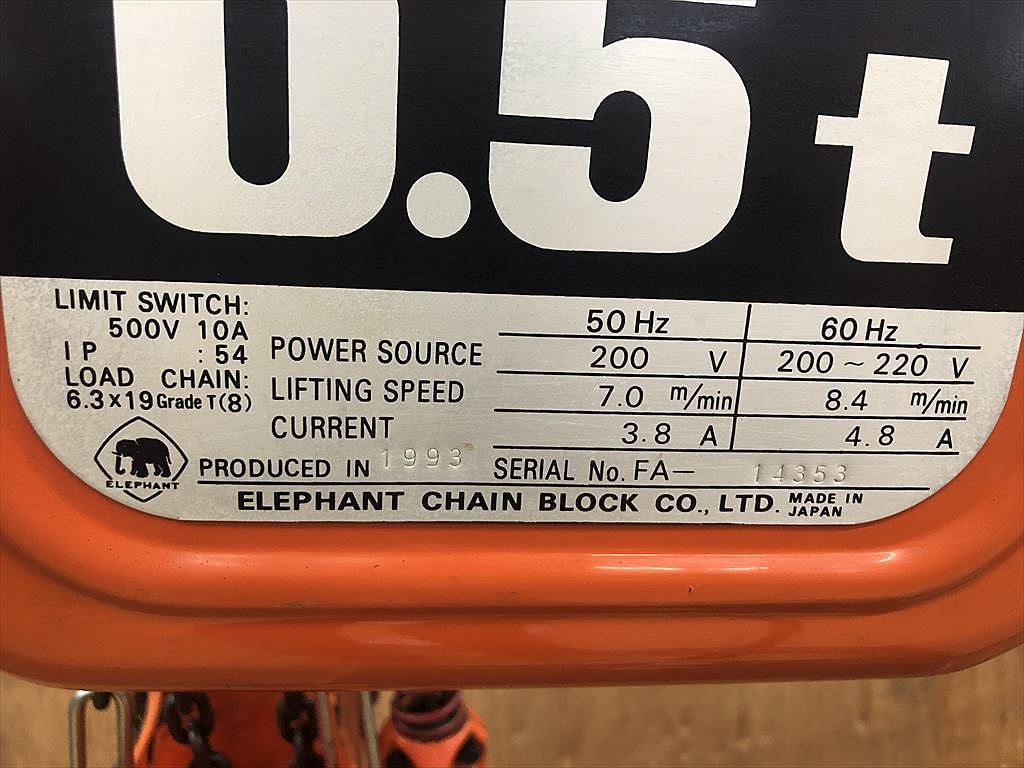 0.5t
LIMIT SWITCH:
500V 10A
IP : 54
LOAD CHAIN:
6.3×19 Grade T(8)
50 Hz 60 Hz
POWER SOURCE 200 V 200~220 V
LIFTING SPEED 7.0 m/min 8.4 m/min
CURRENT 3.8 A 4.8 A
ELEPHANT
PRODUCED IN 1993 SERIAL No. FA- 14353
ELEPHANT CHAIN BLOCK CO., LTD. MADE IN JAPAN